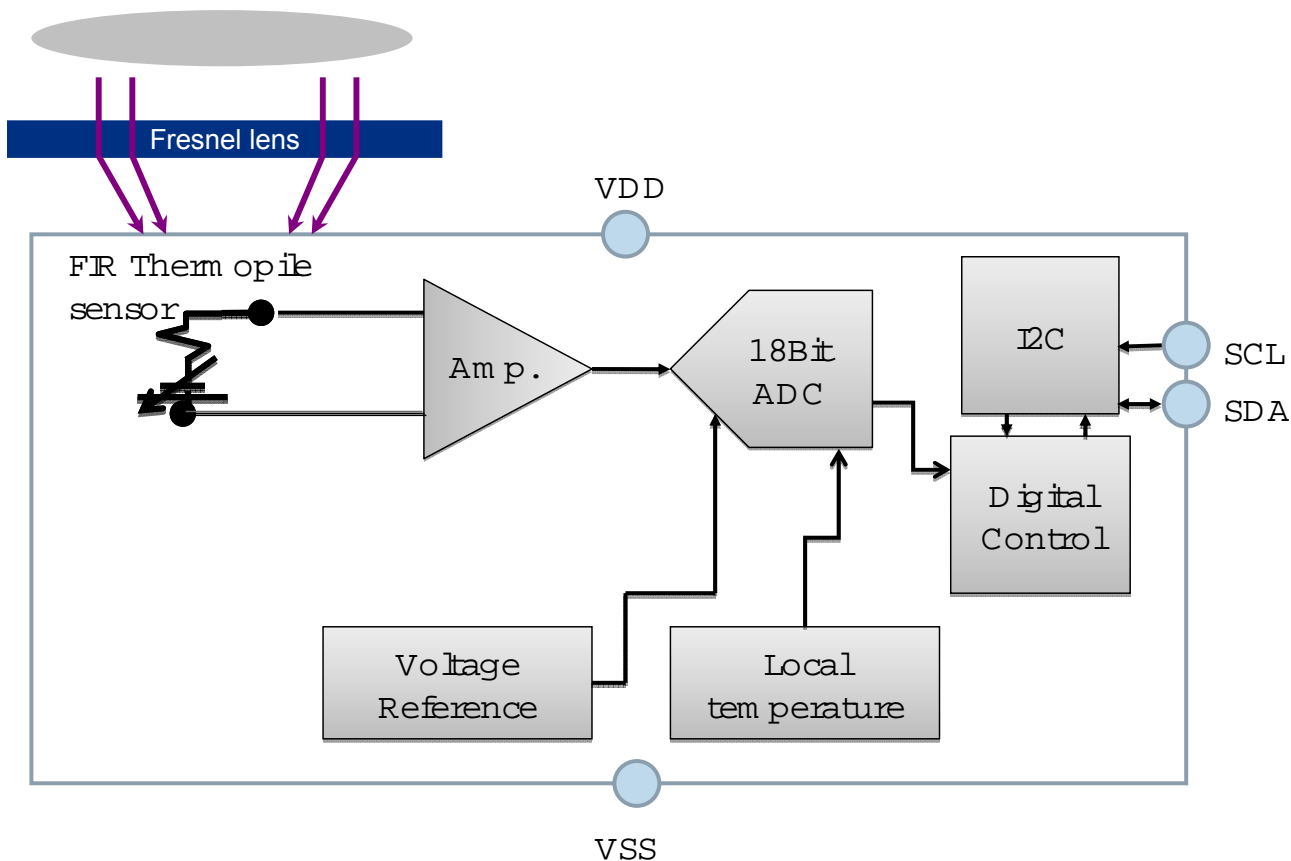 Fresnel lens
VDD
FIR Thermopile
sensor
Amp.
18Bit
ADC
I2C
SCL
SDA
Digital
Control
Voltage
Reference
Local
temperature
VSS